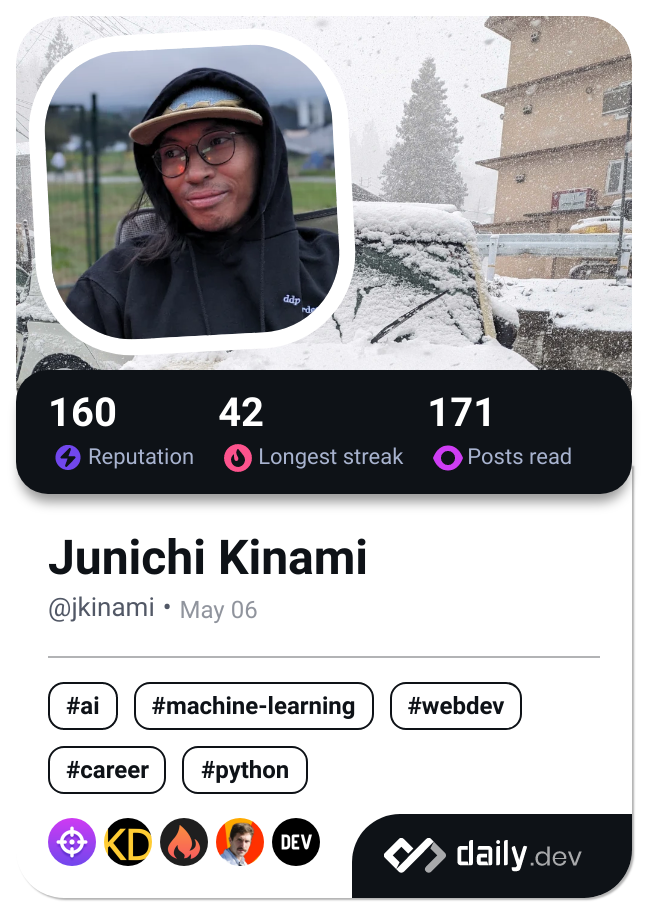 ddp
160 42 171
Reputation Longest streak Posts read
Junichi Kinami
@jkinami • May 06
#ai #machine-learning #webdev
#career #python
KD DEV
daily.dev